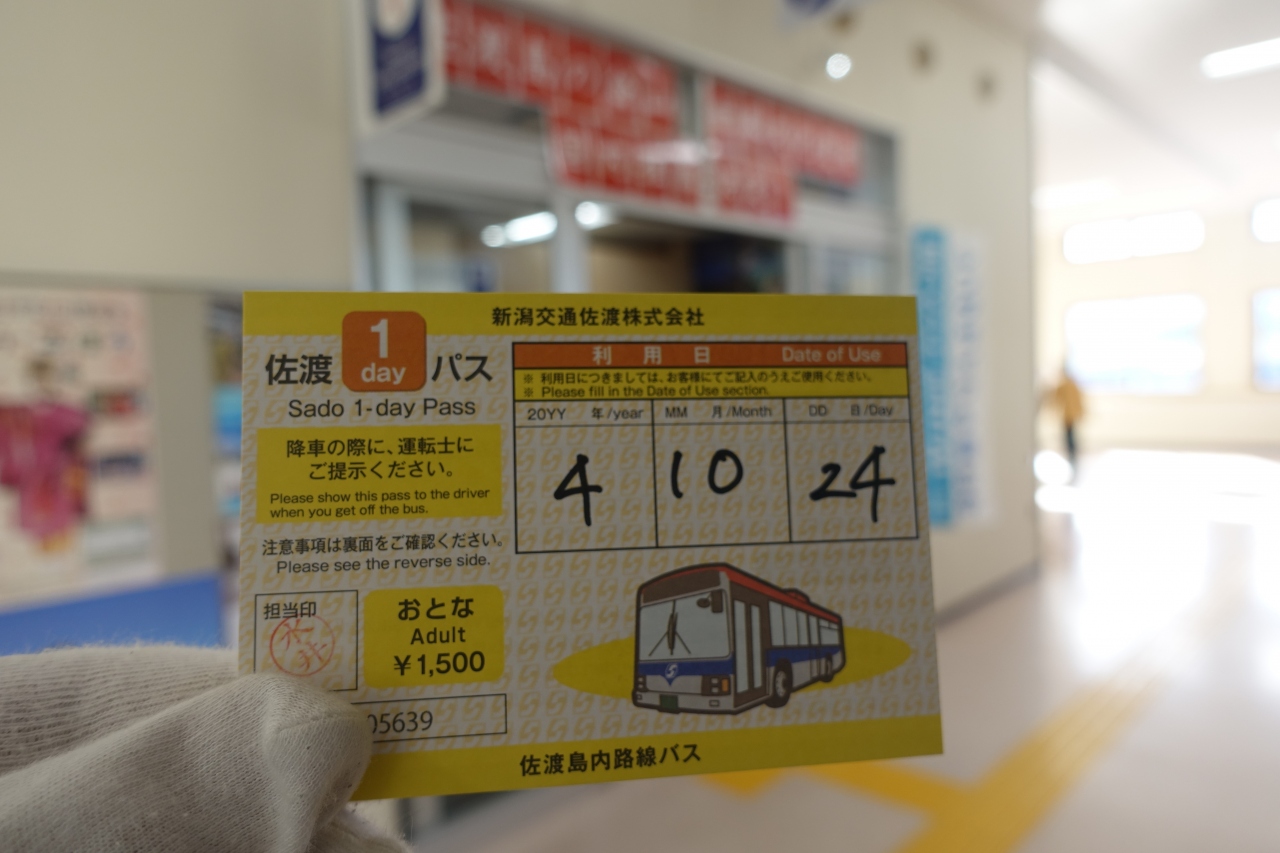 新潟交通佐渡株式会社
佐渡 1 day パス
Sado 1-day Pass
降車の際に、運転士に
ご提示ください。
Please show this pass to the driver
when you get off the bus.
注意事項は裏面をご確認ください。
Please see the reverse side.
担当印
おとな
Adult
¥1,500
05639
利用日 Date of Use
※ 利用日につきましては、お客様にてご記入のうえご使用ください。
※ Please fill in the Date of Use section.
20YY 年/year MM 月/Month DD 日/Day
4 10 24
佐渡島内路線バス